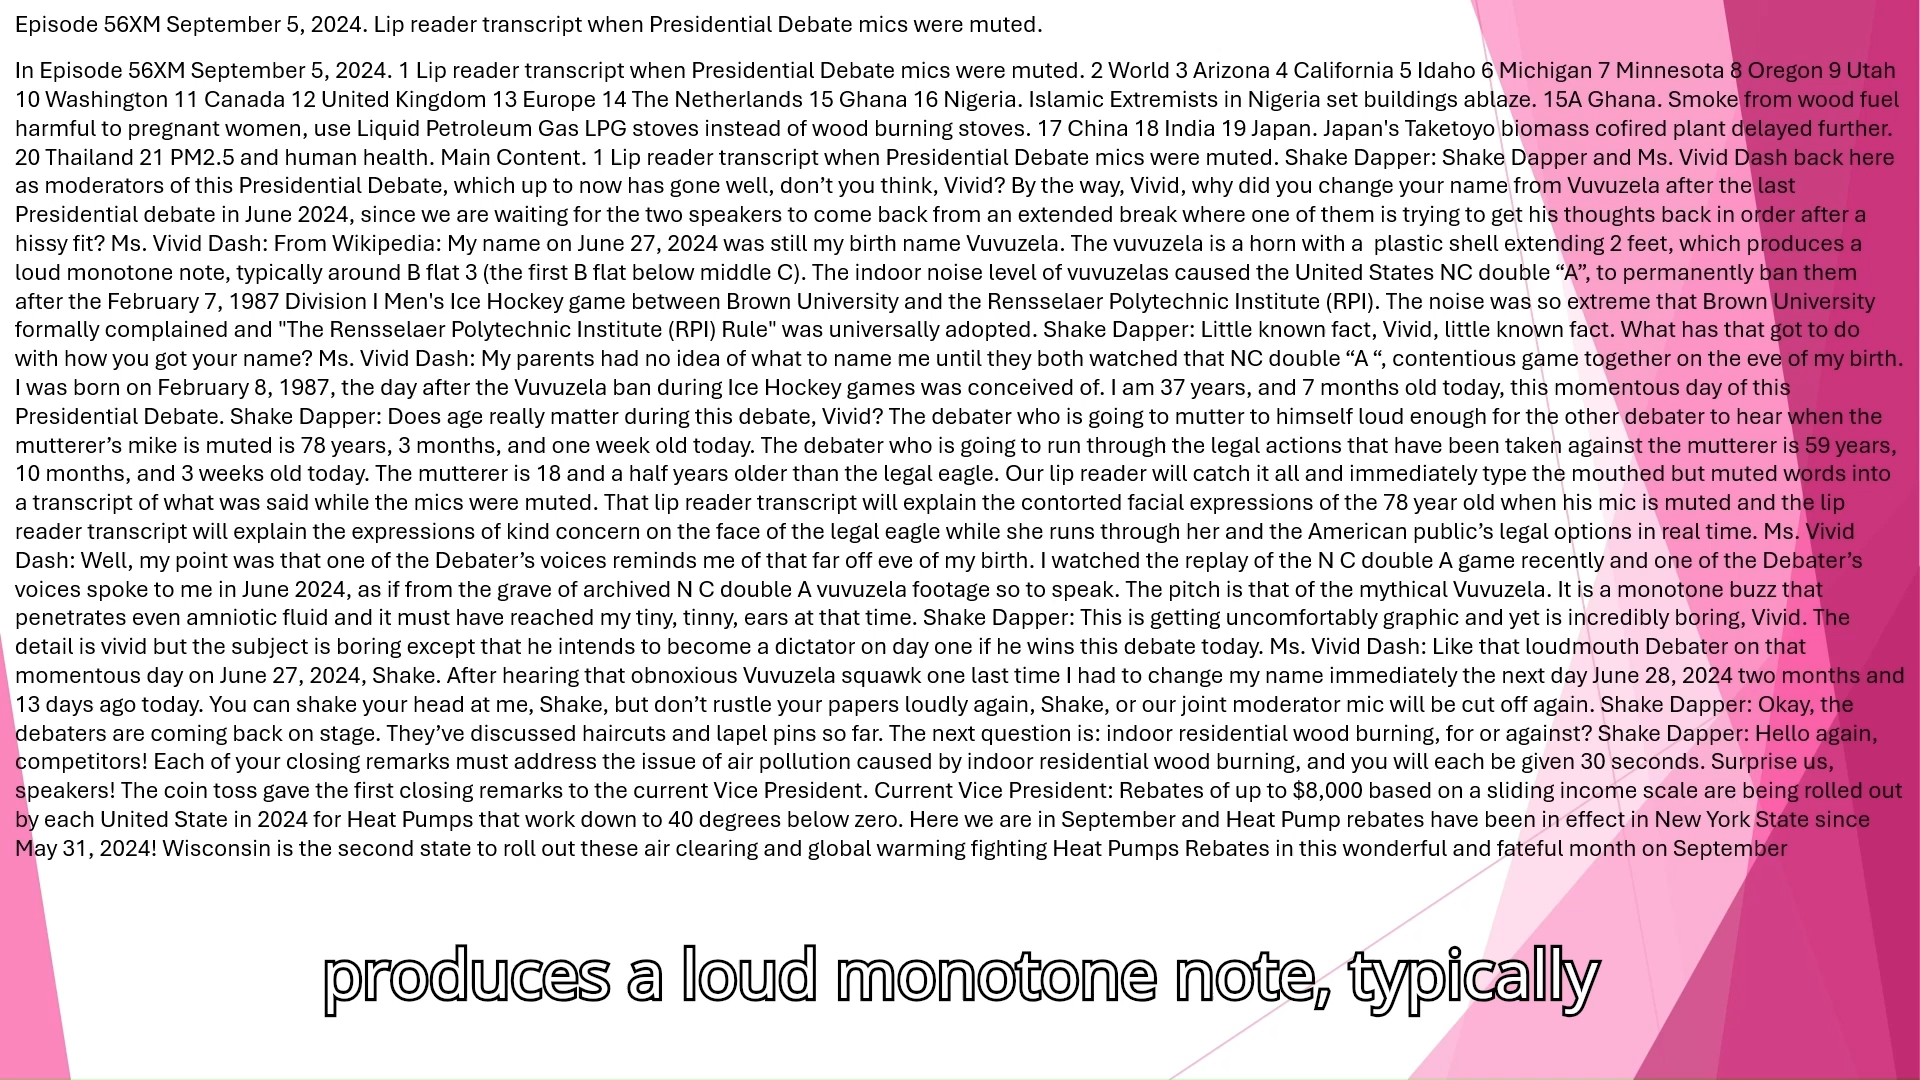 Episode 56XM September 5, 2024. Lip reader transcript when Presidential Debate mics were muted.
In Episode 56XM September 5, 2024. 1 Lip reader transcript when Presidential Debate mics were muted. 2 World 3 Arizona 4 California 5 Idaho 6 Michigan 7 Minnesota 8 Oregon 9 Utah
10 Washington 11 Canada 12 United Kingdom 13 Europe 14 The Netherlands 15 Ghana 16 Nigeria. Islamic Extremists in Nigeria set buildings ablaze. 15A Ghana. Smoke from wood fuel
harmful to pregnant women, use Liquid Petroleum Gas LPG stoves instead of wood burning stoves. 17 China 18 India 19 Japan. Japan's Taketoyo biomass cofired plant delayed further.
20 Thailand 21 PM2.5 and human health. Main Content. 1 Lip reader transcript when Presidential Debate mics were muted. Shake Dapper: Shake Dapper and Ms. Vivid Dash back here
as moderators of this Presidential Debate, which up to now has gone well, don’t you think, Vivid? By the way, Vivid, why did you change your name from Vuvuzela after the last
Presidential debate in June 2024, since we are waiting for the two speakers to come back from an extended break where one of them is trying to get his thoughts back in order after a
hissy fit? Ms. Vivid Dash: From Wikipedia: My name on June 27, 2024 was still my birth name Vuvuzela. The vuvuzela is a horn with a  plastic shell extending 2 feet, which produces a
loud monotone note, typically around B flat 3 (the first B flat below middle C). The indoor noise level of vuvuzelas caused the United States NC double “A”, to permanently ban them
after the February 7, 1987 Division I Men's Ice Hockey game between Brown University and the Rensselaer Polytechnic Institute (RPI). The noise was so extreme that Brown University
formally complained and "The Rensselaer Polytechnic Institute (RPI) Rule" was universally adopted. Shake Dapper: Little known fact, Vivid, little known fact. What has that got to do
with how you got your name? Ms. Vivid Dash: My parents had no idea of what to name me until they both watched that NC double “A “, contentious game together on the eve of my birth.
I was born on February 8, 1987, the day after the Vuvuzela ban during Ice Hockey games was conceived of. I am 37 years, and 7 months old today, this momentous day of this
Presidential Debate. Shake Dapper: Does age really matter during this debate, Vivid? The debater who is going to mutter to himself loud enough for the other debater to hear when the
mutterer’s mike is muted is 78 years, 3 months, and one week old today. The debater who is going to run through the legal actions that have been taken against the mutterer is 59 years,
10 months, and 3 weeks old today. The mutterer is 18 and a half years older than the legal eagle. Our lip reader will catch it all and immediately type the mouthed but muted words into
a transcript of what was said while the mics were muted. That lip reader transcript will explain the contorted facial expressions of the 78 year old when his mic is muted and the lip
reader transcript will explain the expressions of kind concern on the face of the legal eagle while she runs through her and the American public’s legal options in real time. Ms. Vivid
Dash: Well, my point was that one of the Debater’s voices reminds me of that far off eve of my birth. I watched the replay of the N C double A game recently and one of the Debater’s
voices spoke to me in June 2024, as if from the grave of archived N C double A vuvuzela footage so to speak. The pitch is that of the mythical Vuvuzela. It is a monotone buzz that
penetrates even amniotic fluid and it must have reached my tiny, tinny, ears at that time. Shake Dapper: This is getting uncomfortably graphic and yet is incredibly boring, Vivid. The
detail is vivid but the subject is boring except that he intends to become a dictator on day one if he wins this debate today. Ms. Vivid Dash: Like that loudmouth Debater on that
momentous day on June 27, 2024, Shake. After hearing that obnoxious Vuvuzela squawk one last time I had to change my name immediately the next day June 28, 2024 two months and
13 days ago today. You can shake your head at me, Shake, but don’t rustle your papers loudly again, Shake, or our joint moderator mic will be cut off again. Shake Dapper: Okay, the
debaters are coming back on stage. They’ve discussed haircuts and lapel pins so far. The next question is: indoor residential wood burning, for or against? Shake Dapper: Hello again,
competitors! Each of your closing remarks must address the issue of air pollution caused by indoor residential wood burning, and you will each be given 30 seconds. Surprise us,
speakers! The coin toss gave the first closing remarks to the current Vice President. Current Vice President: Rebates of up to $8,000 based on a sliding income scale are being rolled out
by each United State in 2024 for Heat Pumps that work down to 40 degrees below zero. Here we are in September and Heat Pump rebates have been in effect in New York State since
May 31, 2024! Wisconsin is the second state to roll out these air clearing and global warming fighting Heat Pumps Rebates in this wonderful and fateful month on September
produces a loud monotone note, typically